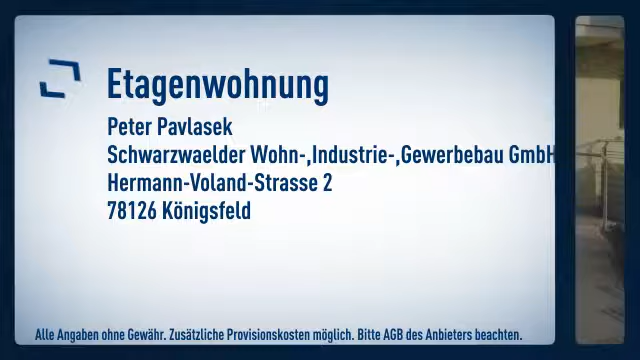 Etagenwohnung
Peter Pavlasek
Schwarzwaelder Wohn-,Industrie-,Gewerbebau GmbH
Hermann-Voland-Strasse 2
78126 Königsfeld
Alle Angaben ohne Gewähr. Zusätzliche Provisionskosten möglich. Bitte AGB des Anbieters beachten.